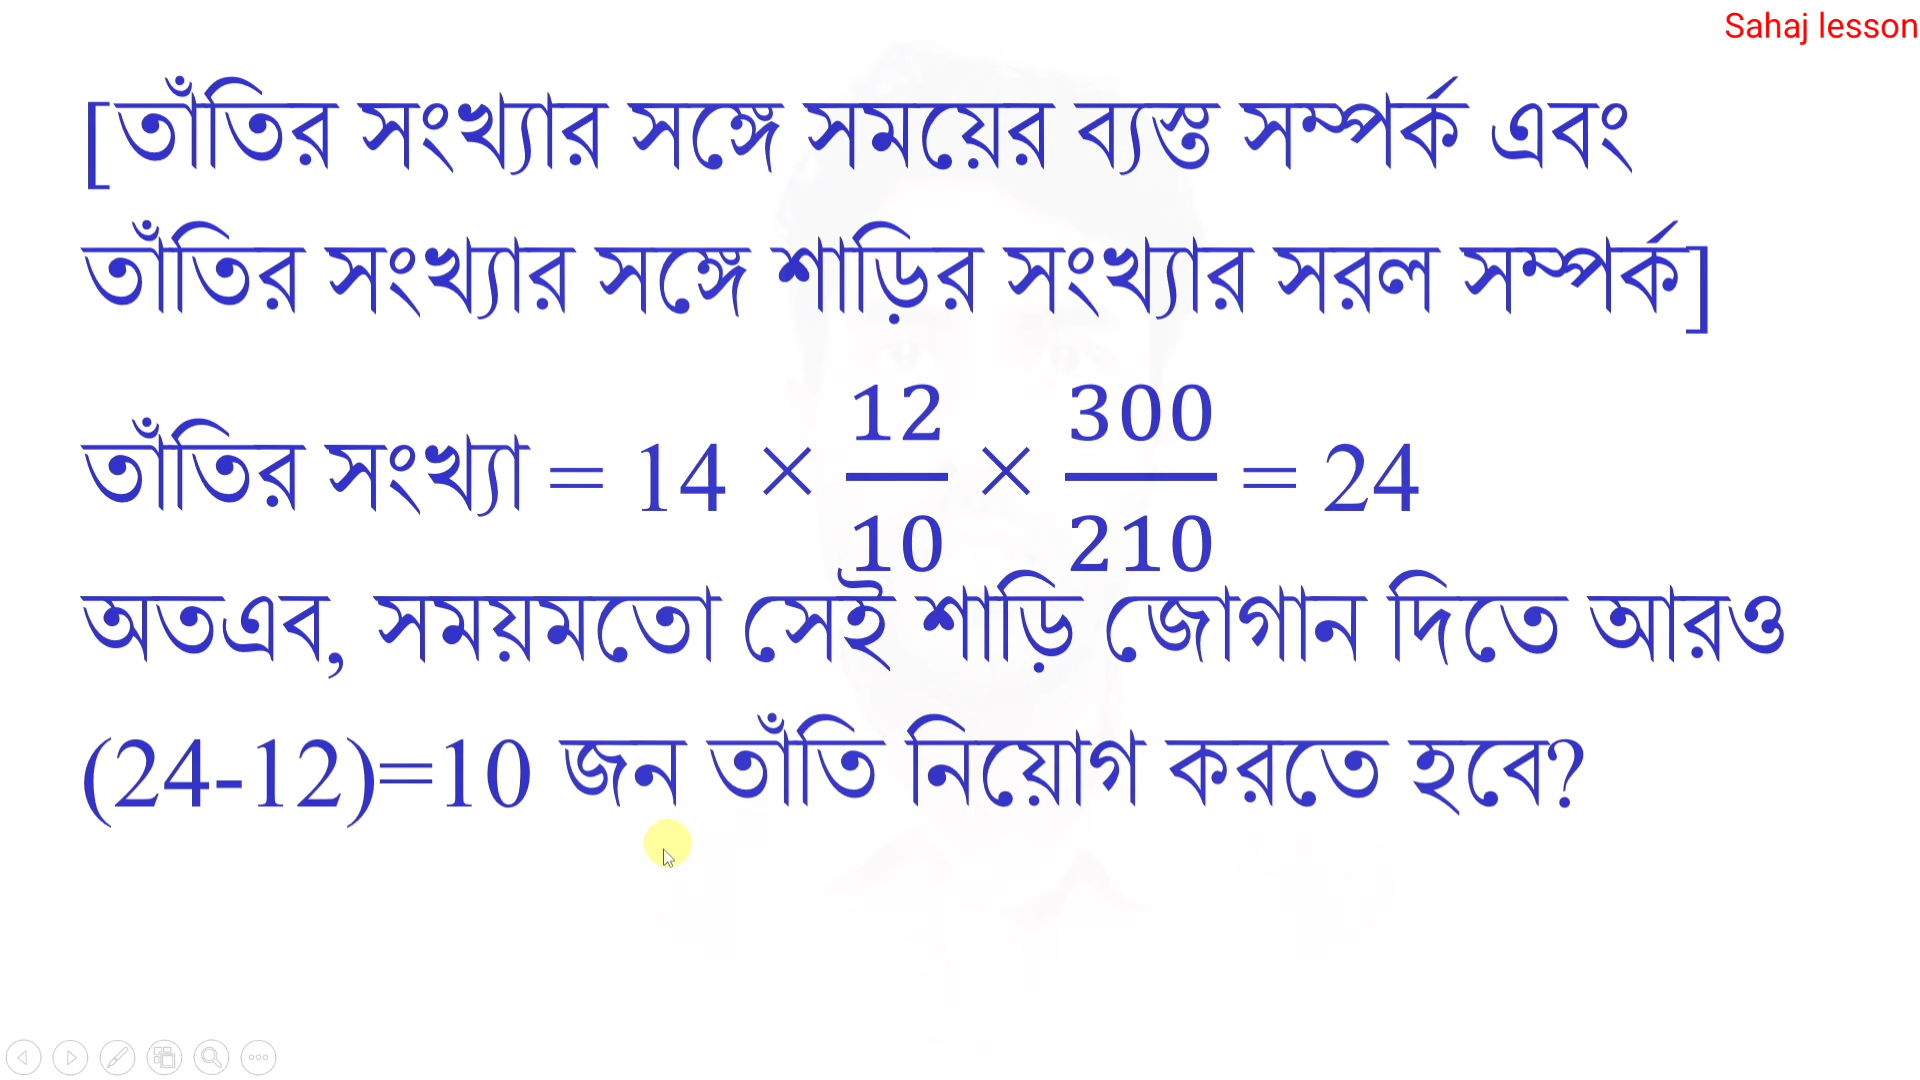 Sahaj lesson
[তাঁতির সংখ্যার সঙ্গে সময়ের ব্যস্ত সম্পর্ক এবং
তাঁতির সংখ্যার সঙ্গে শাড়ির সংখ্যার সরল সম্পর্ক]
তাঁতির সংখ্যা = 14 × 12/10 × 300/210 = 24
অতএব, সময়মতো সেই শাড়ি জোগান দিতে আরও
(24-12)=10 জন তাঁতি নিয়োগ করতে হবে?